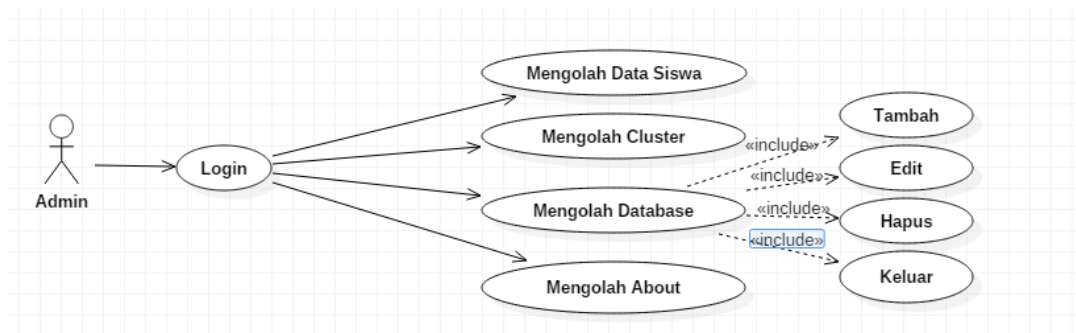 Admin
Login
Mengolah Data Siswa
Mengolah Cluster
Mengolah Database
Mengolah About
«include»
«include»
«include»
«include»
Tambah
Edit
Hapus
Keluar